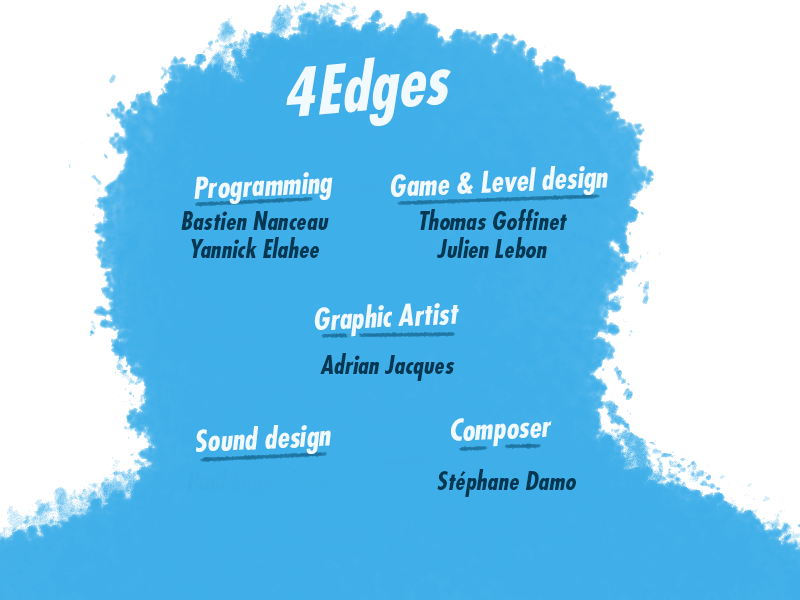 4Edges
Programming
Bastien Nanceau
Yannick Elahee
Game & Level design
Thomas Goffinet
Julien Lebon
Graphic Artist
Adrian Jacques
Sound design
Composer
Stéphane Damo